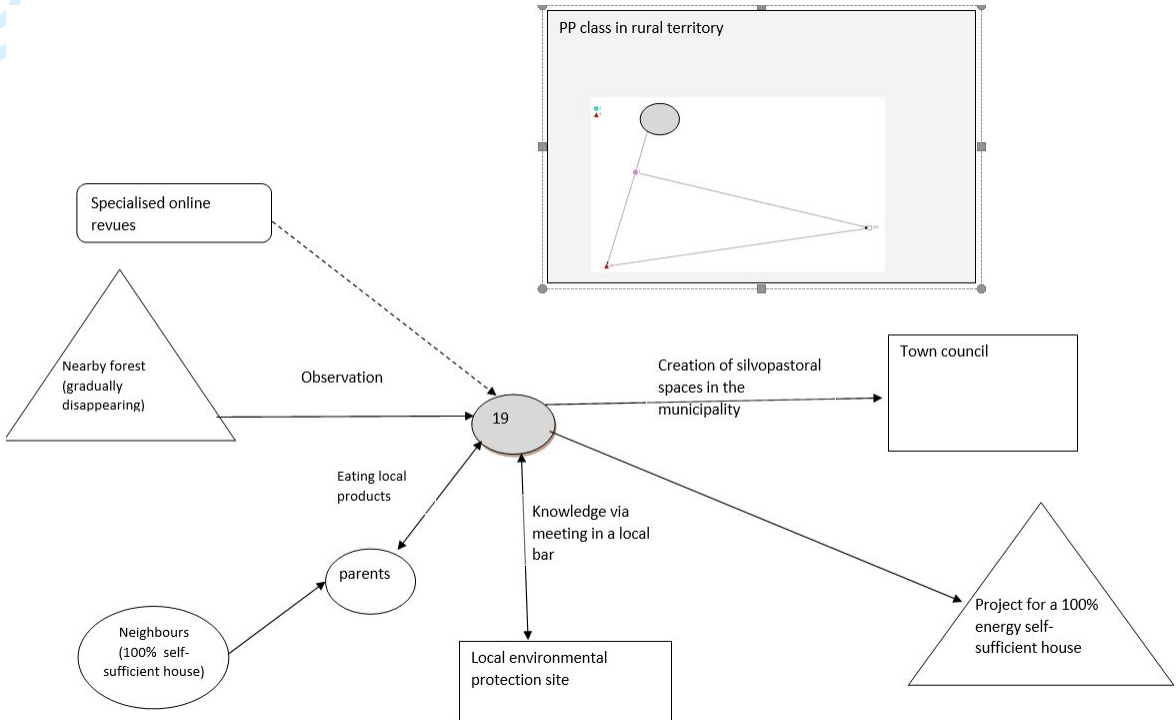 PP class in rural territory
Specialised online
revues
Nearby forest
(gradually
disappearing)
Observation
19
Creation of silvopastoral
spaces in the
municipality
Town council
Eating local
products
parents
Knowledge via
meeting in a local
bar
Neighbours
(100% self-
sufficient house)
Local environmental
protection site
Project for a 100%
energy self-
sufficient house